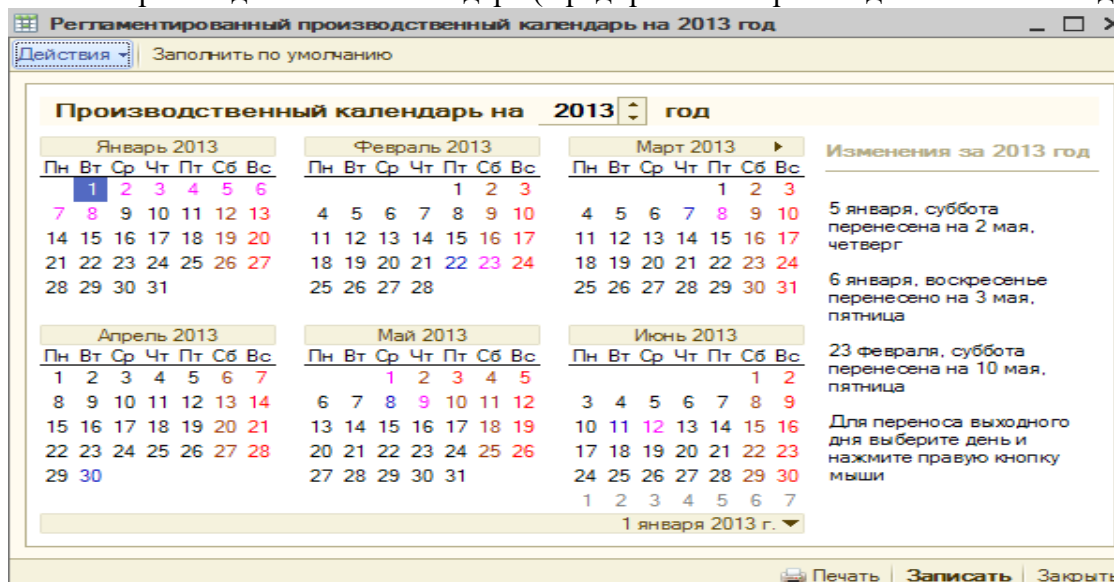 Регламентированный производственный календарь на 2013 год
Действия Заполнить по умолчанию
Производственный календарь на 2013 год
Январь 2013
Пн Вт Ср Чт Пт Сб Вс
1 2 3 4 5 6
7 8 9 10 11 12 13
14 15 16 17 18 19 20
21 22 23 24 25 26 27
28 29 30 31
Февраль 2013
Пн Вт Ср Чт Пт Сб Вс
1 2 3
4 5 6 7 8 9 10
11 12 13 14 15 16 17
18 19 20 21 22 23 24
25 26 27 28
Март 2013
Пн Вт Ср Чт Пт Сб Вс
1 2 3
4 5 6 7 8 9 10
11 12 13 14 15 16 17
18 19 20 21 22 23 24
25 26 27 28 29 30 31
Апрель 2013
Пн Вт Ср Чт Пт Сб Вс
1 2 3 4 5 6 7
8 9 10 11 12 13 14
15 16 17 18 19 20 21
22 23 24 25 26 27 28
29 30
Май 2013
Пн Вт Ср Чт Пт Сб Вс
1 2 3 4 5
6 7 8 9 10 11 12
13 14 15 16 17 18 19
20 21 22 23 24 25 26
27 28 29 30 31
Июнь 2013
Пн Вт Ср Чт Пт Сб Вс
1 2
3 4 5 6 7 8 9
10 11 12 13 14 15 16
17 18 19 20 21 22 23
24 25 26 27 28 29 30
1 2 3 4 5 6 7
1 января 2013 г.
Изменения за 2013 год
5 января, суббота
перенесена на 2 мая,
четверг
6 января, воскресенье
перенесено на 3 мая,
пятница
23 февраля, суббота
перенесена на 10 мая,
пятница
Для переноса выходного
дня выберите день и
нажмите правую кнопку
мыши
Печать Записать Закрыть